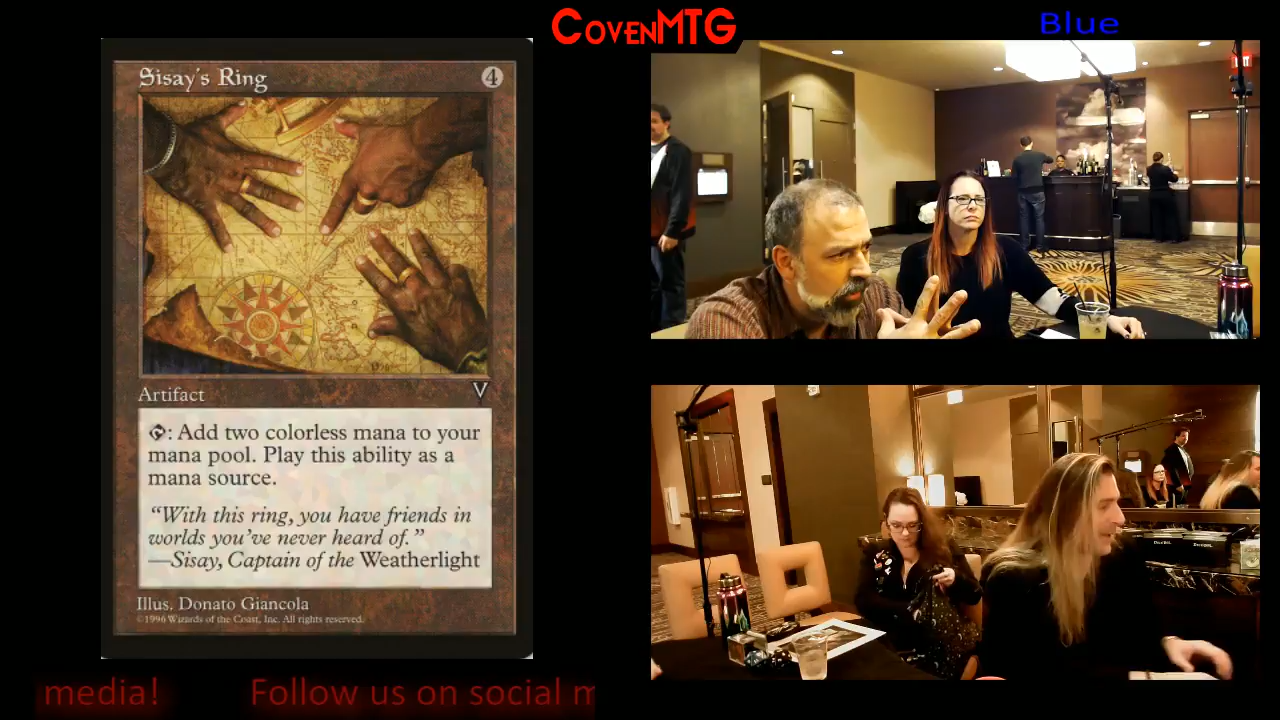 CovenMTG
Blue
Sisay's Ring
4
Artifact
V
: Add two colorless mana to your
mana pool. Play this ability as a
mana source.
"With this ring, you have friends in
worlds you've never heard of."
—Sisay, Captain of the Weatherlight
Illus. Donato Giancola
©1996 Wizards of the Coast, Inc. All rights reserved.
media! Follow us on social m